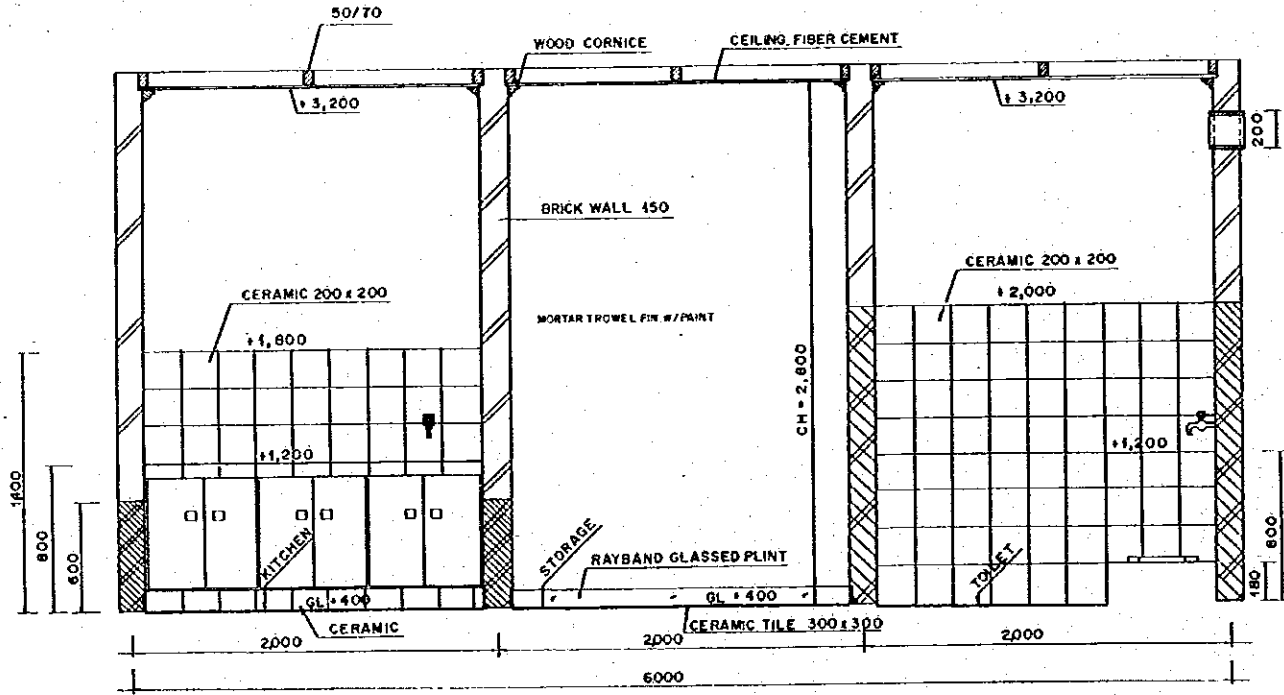 50/70
WOOD CORNICE
CEILING FIBER CEMENT
+ 3,200
+ 3,200
200
BRICK WALL 150
CERAMIC 200 x 200
CERAMIC 200 x 200
+ 2,000
MORTAR TROWEL FIN W/PAINT
+1,800
CH = 2,800
+1,200
+1,200
1400
800
600
KITCHEN
STORAGE
RAYBAND GLASSED PLINT
TOILET
800
180
GL +400
GL +400
CERAMIC
CERAMIC TILE 300 x 300
2,000
2,000
2,000
6,000